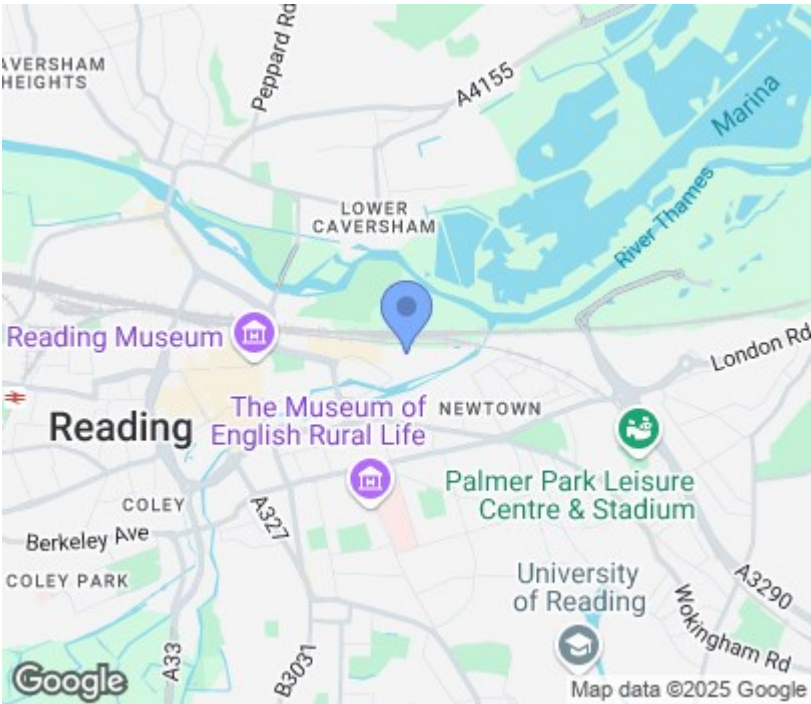 AVERSHAM
HEIGHTS
Peppard Rd
A4155
Marina
LOWER
CAVERSHAM
River Thames
Reading Museum
London Rd
The Museum of
English Rural Life
NEWTOWN
Reading
Palmer Park Leisure
Centre & Stadium
COLEY
A327
Berkeley Ave
COLEY PARK
University
of Reading
A3290
Wokingham Rd
A33
B3031
Google
Map data ©2025 Google